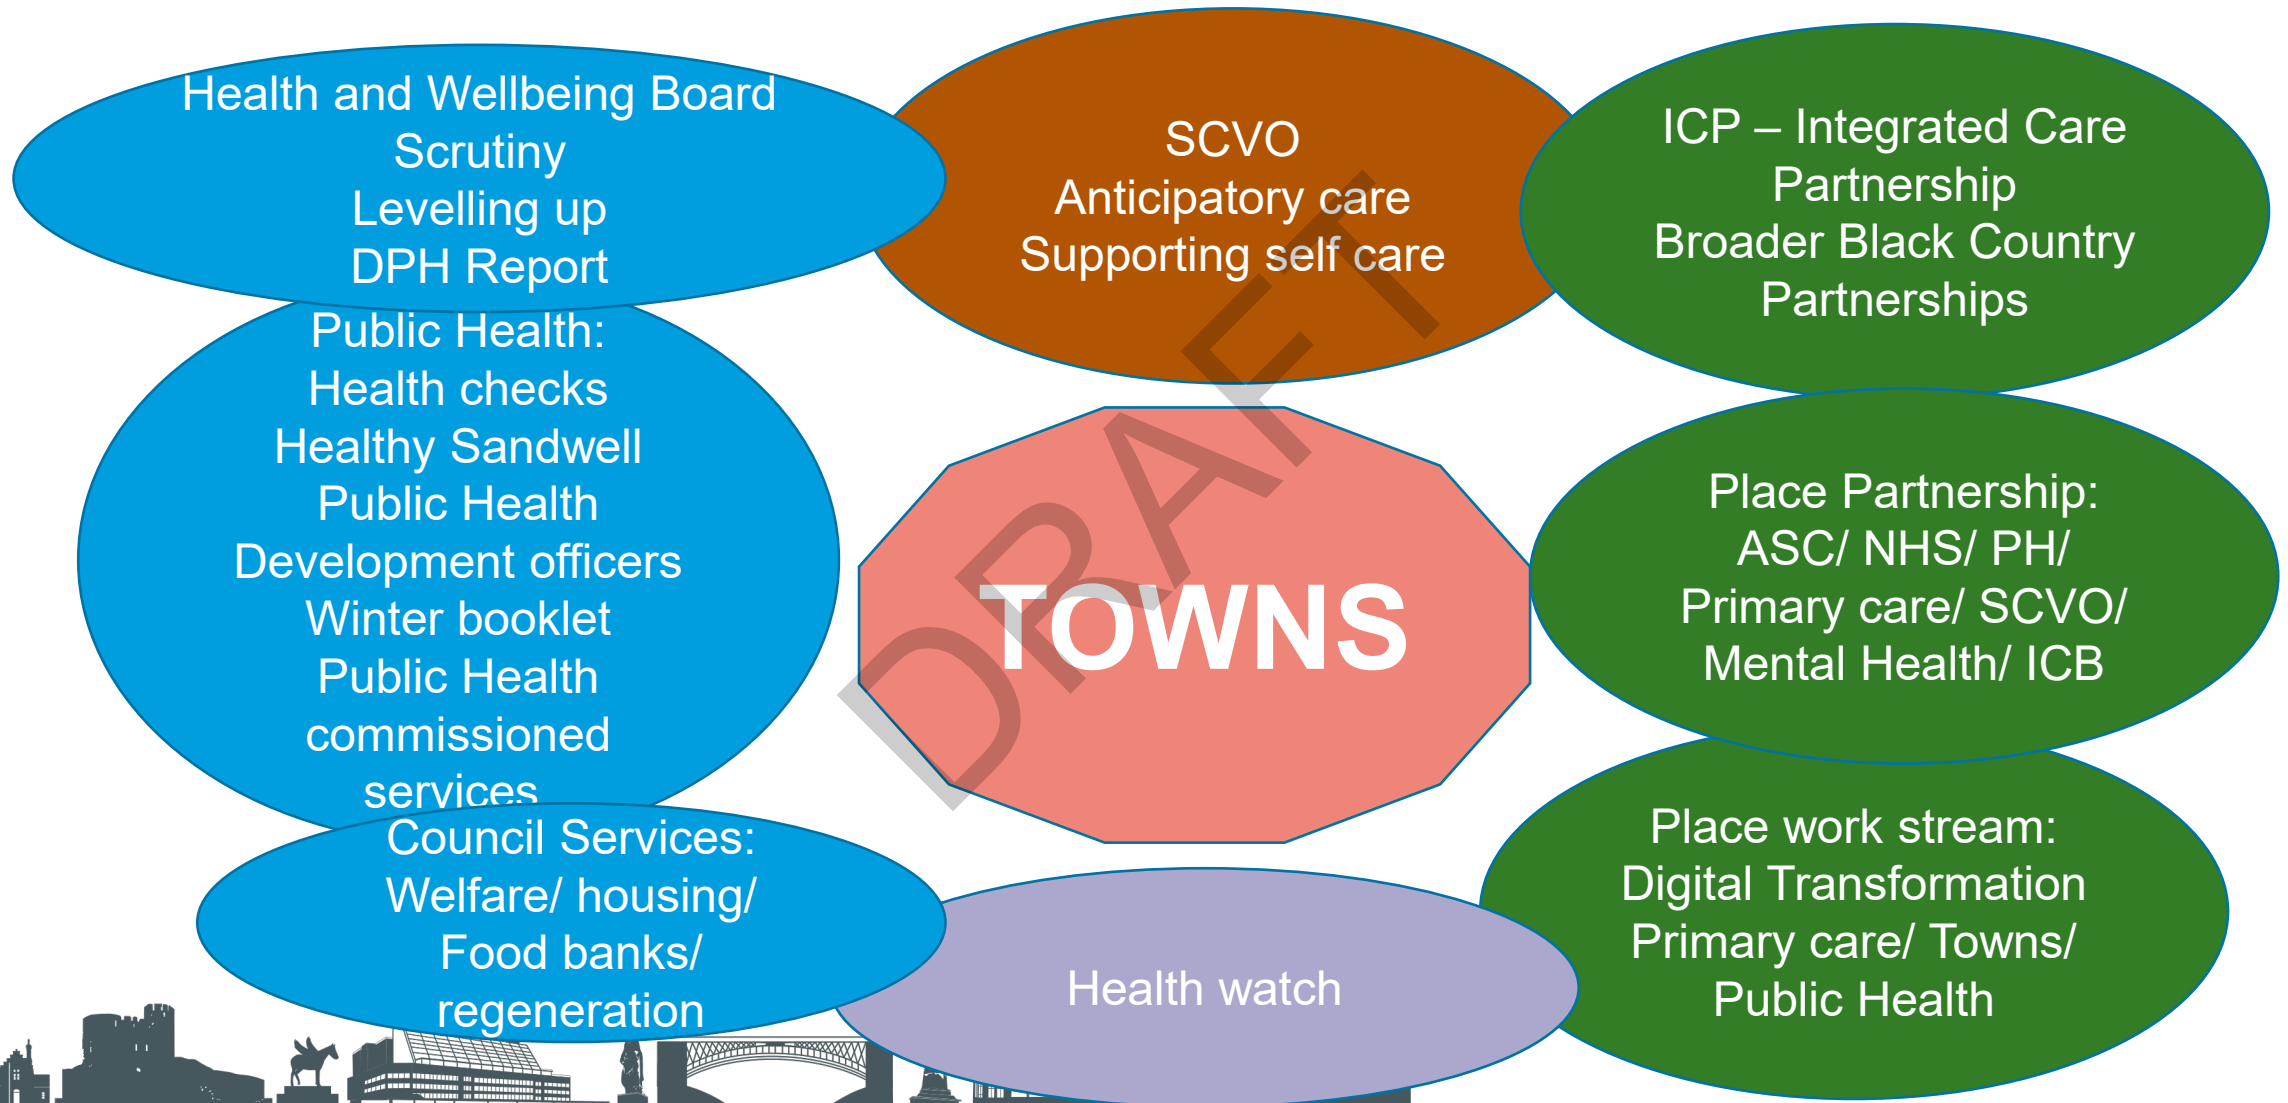 Health and Wellbeing Board
Scrutiny
Levelling up
DPH Report
SCVO
Anticipatory care
Supporting self care
ICP – Integrated Care
Partnership
Broader Black Country
Partnerships
Public Health:
Health checks
Healthy Sandwell
Public Health
Development officers
Winter booklet
Public Health
commissioned
services
TOWNS
DRAFT
Place Partnership:
ASC/ NHS/ PH/
Primary care/ SCVO/
Mental Health/ ICB
Council Services:
Welfare/ housing/
Food banks/
regeneration
Health watch
Place work stream:
Digital Transformation
Primary care/ Towns/
Public Health